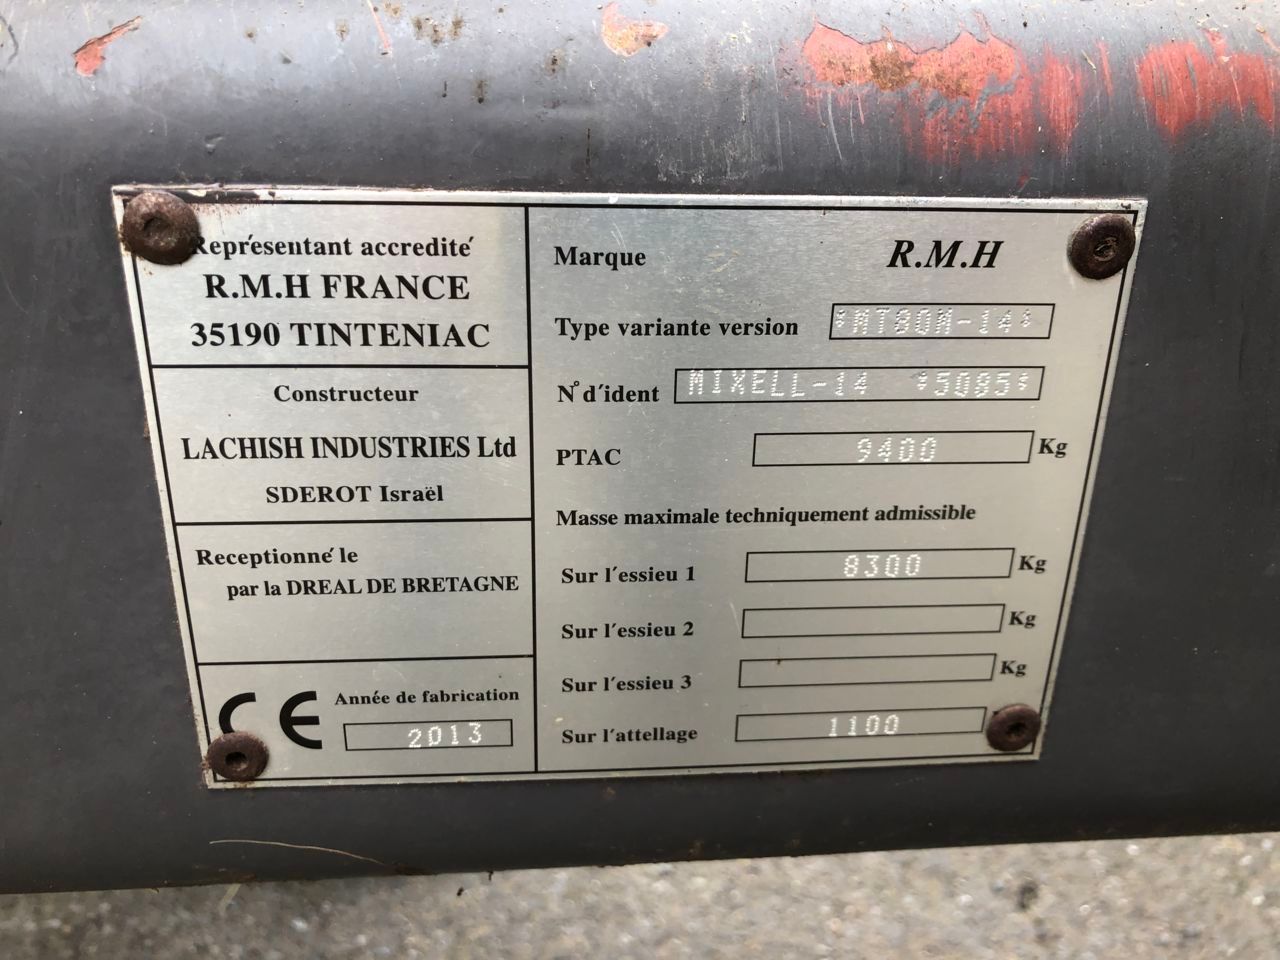 Représentant accredité
R.M.H FRANCE
35190 TINTENIAC
Constructeur
LACHISH INDUSTRIES Ltd
SDEROT Israël
Receptionné le
par la DREAL DE BRETAGNE
CE Année de fabrication
2013
Marque R.M.H
Type variante version *MT80M-14*
N° d'ident MIXELL-14 *5085*
PTAC 9400 Kg
Masse maximale techniquement admissible
Sur l'essieu 1 8300 Kg
Sur l'essieu 2 Kg
Sur l'essieu 3 Kg
Sur l'attellage 1100